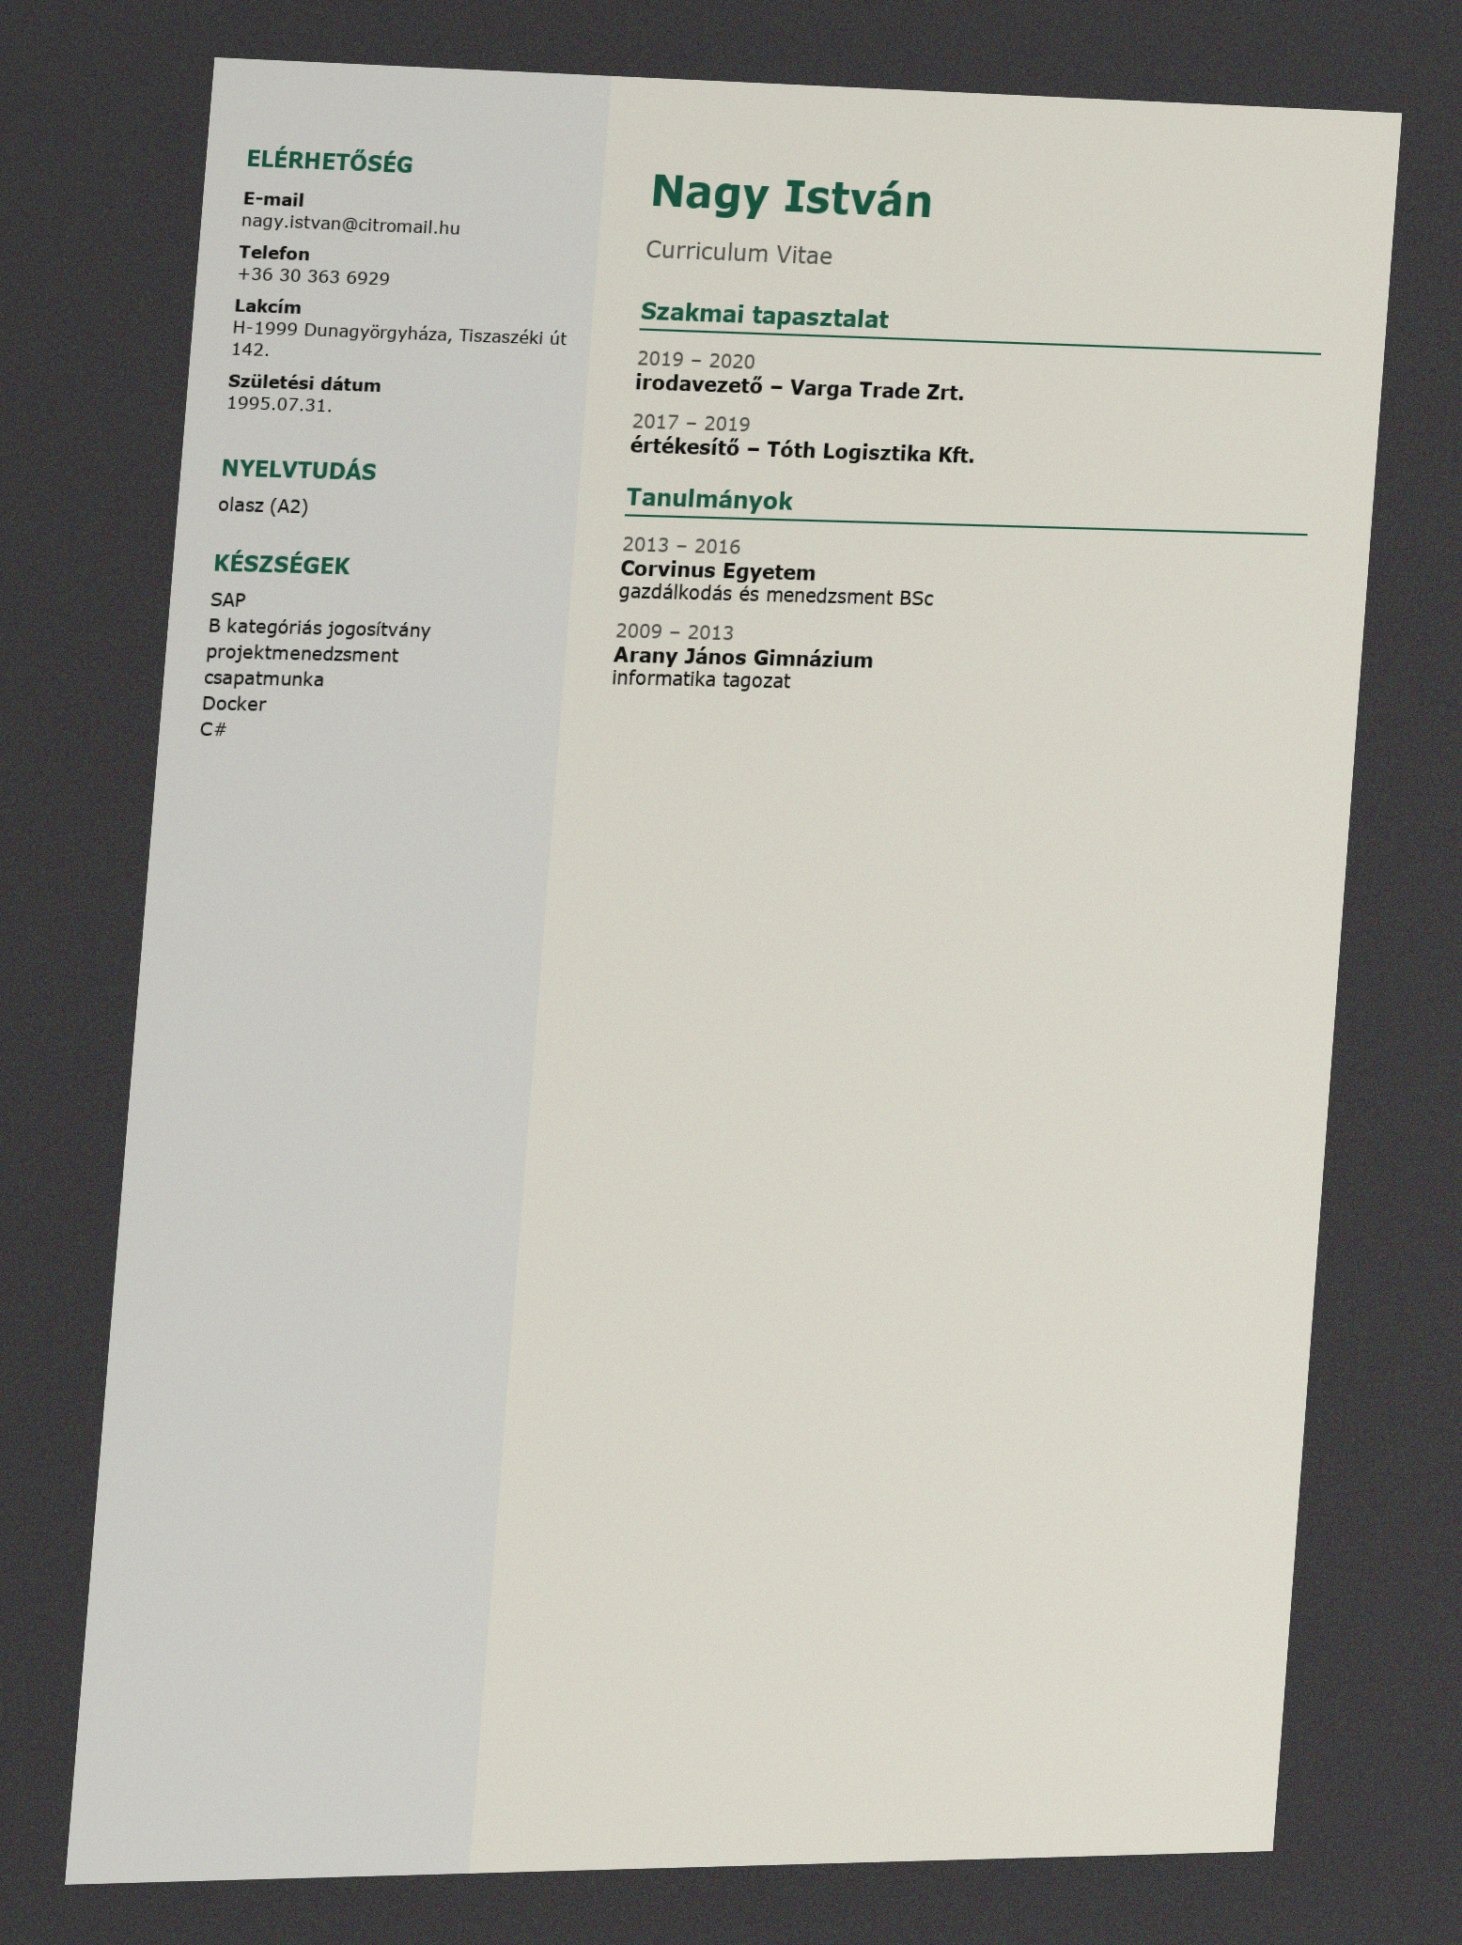 ELÉRHETŐSÉG
E-mail
nagy.istvan@citromail.hu
Telefon
+36 30 363 6929
Lakcím
H-1999 Dunagyörgyháza, Tiszaszéki út
142.
Születési dátum
1995.07.31.
NYELVTUDÁS
olasz (A2)
KÉSZSÉGEK
SAP
B kategóriás jogosítvány
projektmenedzsment
csapatmunka
Docker
C#
Nagy István
Curriculum Vitae
Szakmai tapasztalat
2019 – 2020
irodavezető – Varga Trade Zrt.
2017 – 2019
értékesítő – Tóth Logisztika Kft.
Tanulmányok
2013 – 2016
Corvinus Egyetem
gazdálkodás és menedzsment BSc
2009 – 2013
Arany János Gimnázium
informatika tagozat